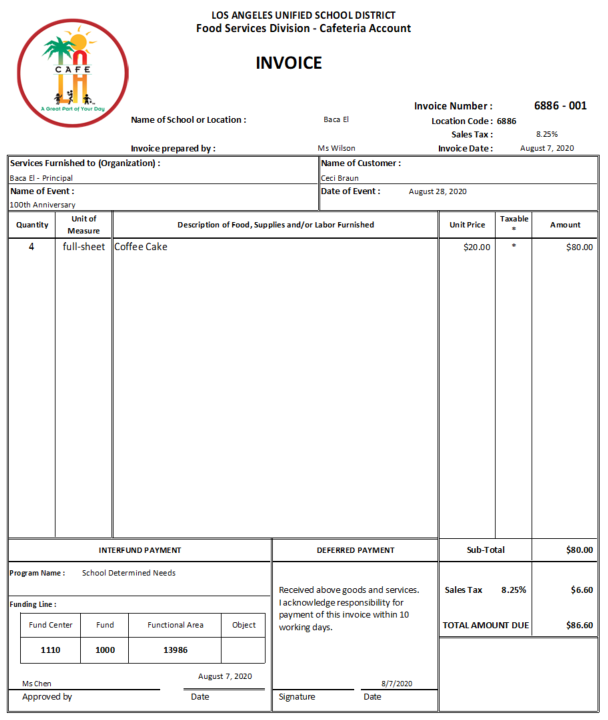 LOS ANGELES UNIFIED SCHOOL DISTRICT
Food Services Division - Cafeteria Account
INVOICE
CAFE
LA
A Great Part of Your Day
Invoice Number : 6886 - 001
Name of School or Location : Baca El Location Code : 6886
Sales Tax : 8.25%
Invoice prepared by : Ms Wilson Invoice Date : August 7, 2020
Services Furnished to (Organization) : Name of Customer :
Baca El - Principal Ceci Braun
Name of Event : Date of Event : August 28, 2020
100th Anniversary
Quantity Unit of Measure Description of Food, Supplies and/or Labor Furnished Unit Price Taxable * Amount
4 full-sheet Coffee Cake $20.00 * $80.00
INTERFUND PAYMENT DEFERRED PAYMENT Sub-Total $80.00
Program Name : School Determined Needs
Received above goods and services. Sales Tax 8.25% $6.60
Funding Line : I acknowledge responsibility for
payment of this invoice within 10
Fund Center Fund Functional Area Object working days. TOTAL AMOUNT DUE $86.60
1110 1000 13986
August 7, 2020
Ms Chen 8/7/2020
Approved by Date Signature Date